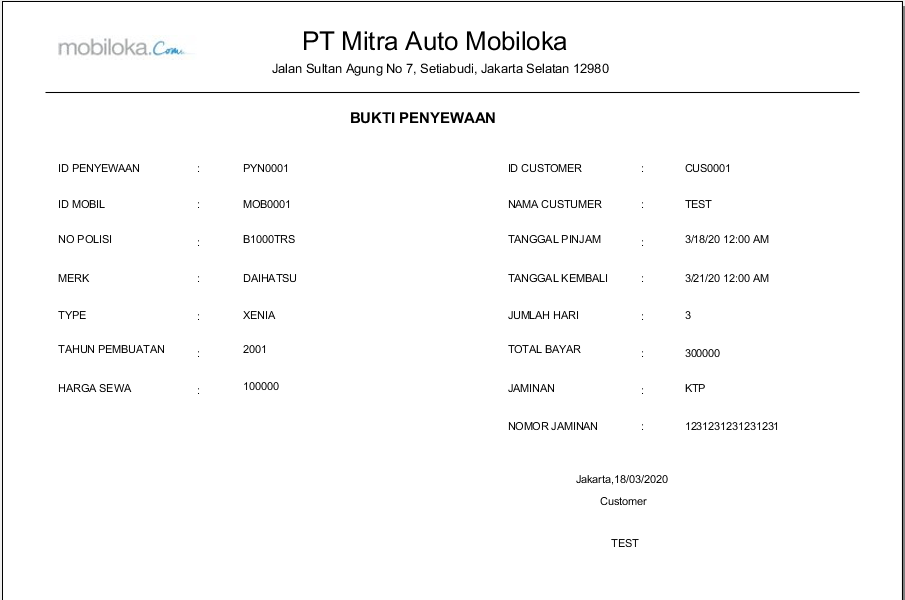 mobiloka.Com
PT Mitra Auto Mobiloka
Jalan Sultan Agung No 7, Setiabudi, Jakarta Selatan 12980
BUKTI PENYEWAAN
ID PENYEWAAN : PYN0001 ID CUSTOMER : CUS0001
ID MOBIL : MOB0001 NAMA CUSTUMER : TEST
NO POLISI : B1000TRS TANGGAL PINJAM : 3/18/20 12:00 AM
MERK : DAIHATSU TANGGAL KEMBALI : 3/21/20 12:00 AM
TYPE : XENIA JUMLAH HARI : 3
TAHUN PEMBUATAN : 2001 TOTAL BAYAR : 300000
HARGA SEWA : 100000 JAMINAN : KTP
NOMOR JAMINAN : 1231231231231231
Jakarta,18/03/2020
Customer
TEST